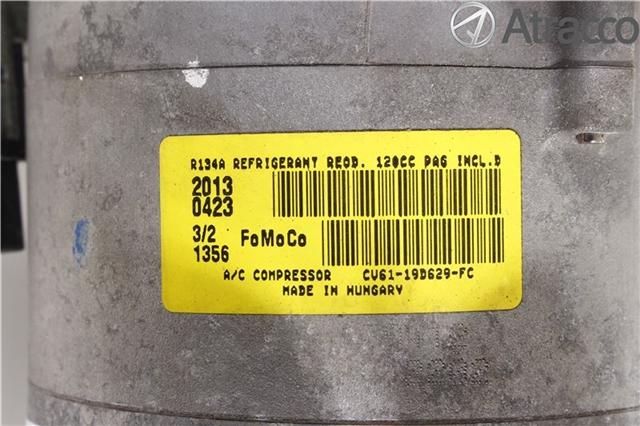 Atracco
R134A REFRIGERANT REOD. 120CC PAG INCL.D
2013
0423
3/2 FoMoCo
1356
A/C COMPRESSOR CV61-19D629-FC
MADE IN HUNGARY